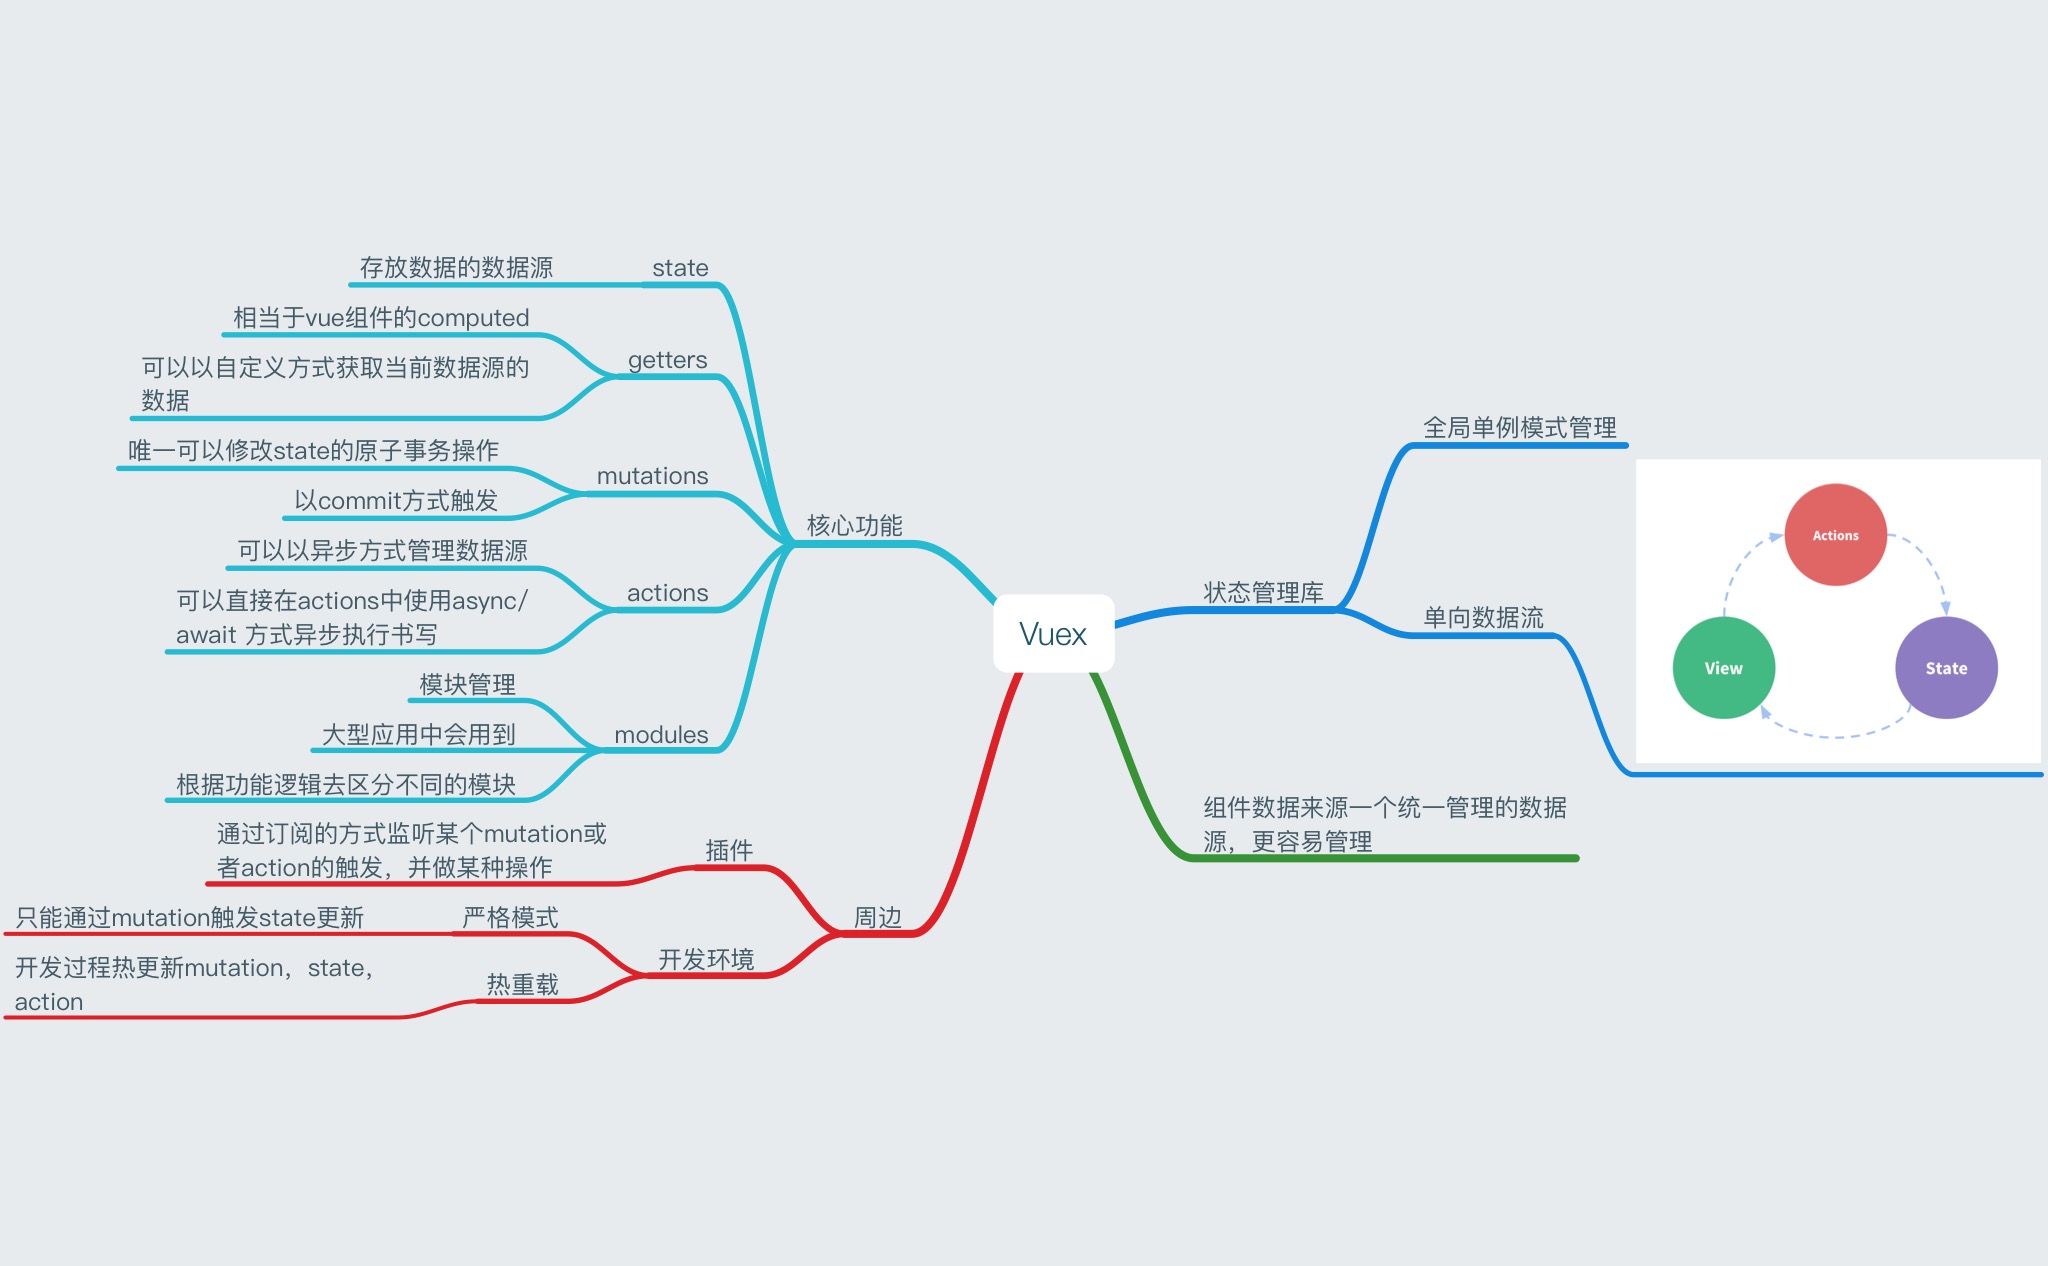 Vuex
状态管理库
全局单例模式管理
单向数据流
Actions
View
State
组件数据来源一个统一管理的数据
源，更容易管理
核心功能
state
存放数据的数据源
getters
相当于vue组件的computed
可以以自定义方式获取当前数据源的
数据
mutations
唯一可以修改state的原子事务操作
以commit方式触发
actions
可以以异步方式管理数据源
可以直接在actions中使用async/
await 方式异步执行书写
modules
模块管理
大型应用中会用到
根据功能逻辑去区分不同的模块
周边
插件
通过订阅的方式监听某个mutation或
者action的触发，并做某种操作
开发环境
严格模式
只能通过mutation触发state更新
热重载
开发过程热更新mutation，state，
action